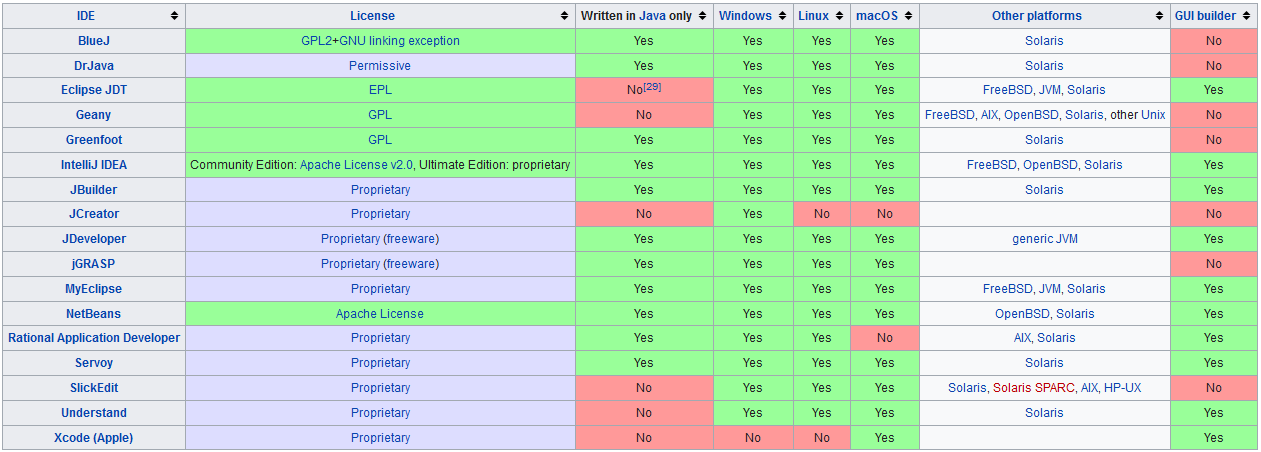 IDE License Written in Java only Windows Linux macOS Other platforms GUI builder
BlueJ GPL2+GNU linking exception Yes Yes Yes Yes Solaris No
DrJava Permissive Yes Yes Yes Yes Solaris No
Eclipse JDT EPL No[29] Yes Yes Yes FreeBSD, JVM, Solaris Yes
Geany GPL No Yes Yes Yes FreeBSD, AIX, OpenBSD, Solaris, other Unix No
Greenfoot GPL Yes Yes Yes Yes Solaris No
IntelliJ IDEA Community Edition: Apache License v2.0, Ultimate Edition: proprietary Yes Yes Yes Yes FreeBSD, OpenBSD, Solaris Yes
JBuilder Proprietary Yes Yes Yes Yes Solaris Yes
JCreator Proprietary No Yes No No No
JDeveloper Proprietary (freeware) Yes Yes Yes Yes generic JVM Yes
jGRASP Proprietary (freeware) Yes Yes Yes Yes No
MyEclipse Proprietary Yes Yes Yes Yes FreeBSD, JVM, Solaris Yes
NetBeans Apache License Yes Yes Yes Yes OpenBSD, Solaris Yes
Rational Application Developer Proprietary Yes Yes Yes No AIX, Solaris Yes
Servoy Proprietary Yes Yes Yes Yes Solaris Yes
SlickEdit Proprietary No Yes Yes Yes Solaris, Solaris SPARC, AIX, HP-UX No
Understand Proprietary No Yes Yes Yes Solaris Yes
Xcode (Apple) Proprietary No No No Yes Yes